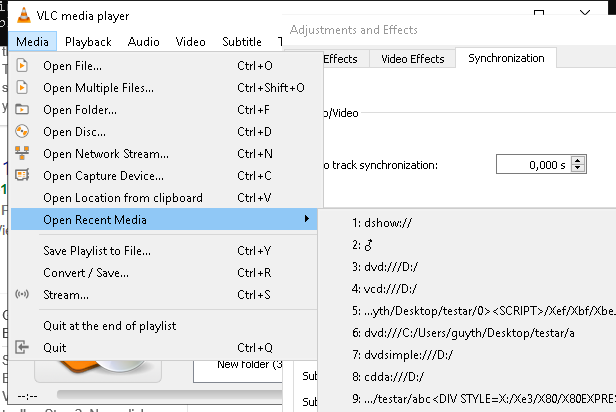 VLC media player
Adjustments and Effects
Media Playback Audio Video Subtitle T
Effects Video Effects Synchronization
Open File... Ctrl+O
Open Multiple Files... Ctrl+Shift+O
Open Folder... Ctrl+F
Open Disc... Ctrl+D
Open Network Stream... Ctrl+N
Open Capture Device... Ctrl+C
Open Location from clipboard Ctrl+V
Open Recent Media
Save Playlist to File... Ctrl+Y
Convert / Save... Ctrl+R
Stream... Ctrl+S
Quit at the end of playlist
Quit Ctrl+Q
o/Video
o track synchronization: 0,000 s
1: dshow://
2: ♂
3: dvd:///D:/
4: vcd:///D:/
5: ...yth/Desktop/testar/0><SCRIPT>/Xef/Xbf/Xbe...
6: dvd:///C:/Users/guyth/Desktop/testar/a
7: dvdsimple:///D:/
8: cdda:///D:/
9: .../testar/abc<DIV STYLE=X:/Xe3/X80/X80EXPRE
New folder (3
Sub
Sub
--:--